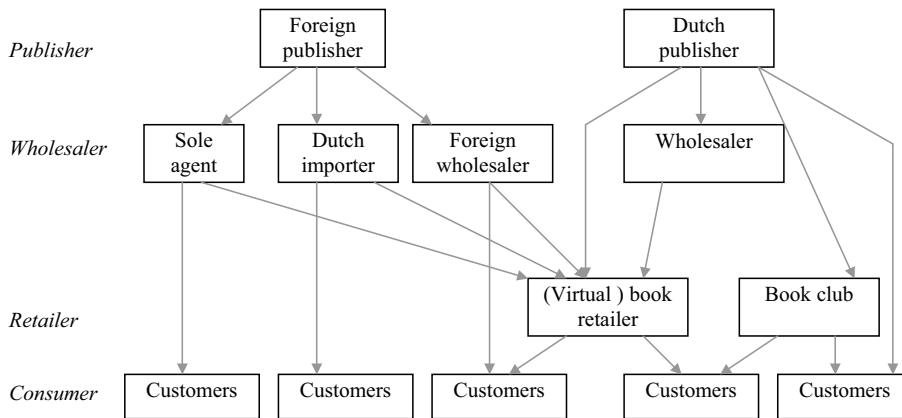 Publisher
Foreign
publisher
Dutch
publisher
Wholesaler
Sole
agent
Dutch
importer
Foreign
wholesaler
Wholesaler
Retailer
(Virtual ) book
retailer
Book club
Consumer
Customers
Customers
Customers
Customers
Customers